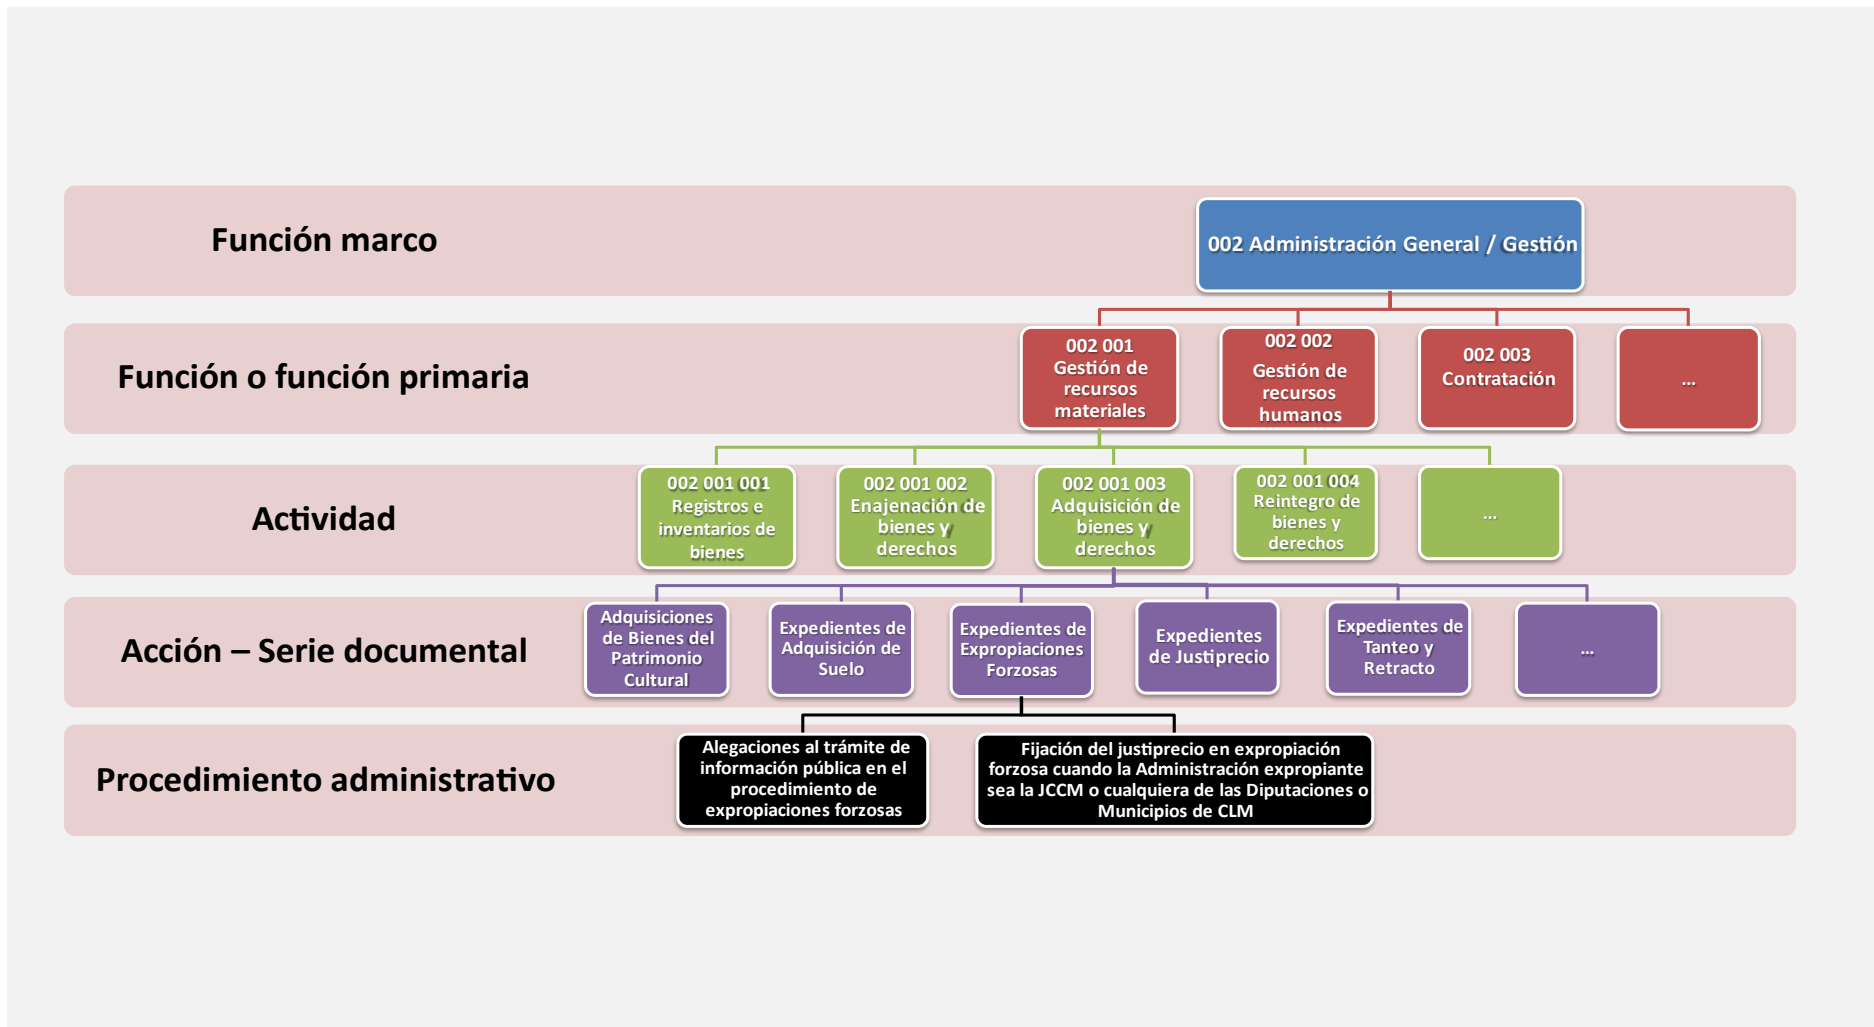 Función marco
002 Administración General / Gestión
Función o función primaria
002 001
Gestión de
recursos
materiales
002 002
Gestión de
recursos
humanos
002 003
Contratación
...
Actividad
002 001 001
Registros e
inventarios de
bienes
002 001 002
Enajenación de
bienes y
derechos
002 001 003
Adquisición de
bienes y
derechos
002 001 004
Reintegro de
bienes y
derechos
...
Acción – Serie documental
Adquisiciones
de Bienes del
Patrimonio
Cultural
Expedientes de
Adquisición de
Suelo
Expedientes de
Expropiaciones
Forzosas
Expedientes
de Justiprecio
Expedientes de
Tanteo y
Retracto
...
Procedimiento administrativo
Alegaciones al trámite de
información pública en el
procedimiento de
expropiaciones forzosas
Fijación del justiprecio en expropiación
forzosa cuando la Administración expropiante
sea la JCCM o cualquiera de las Diputaciones o
Municipios de CLM